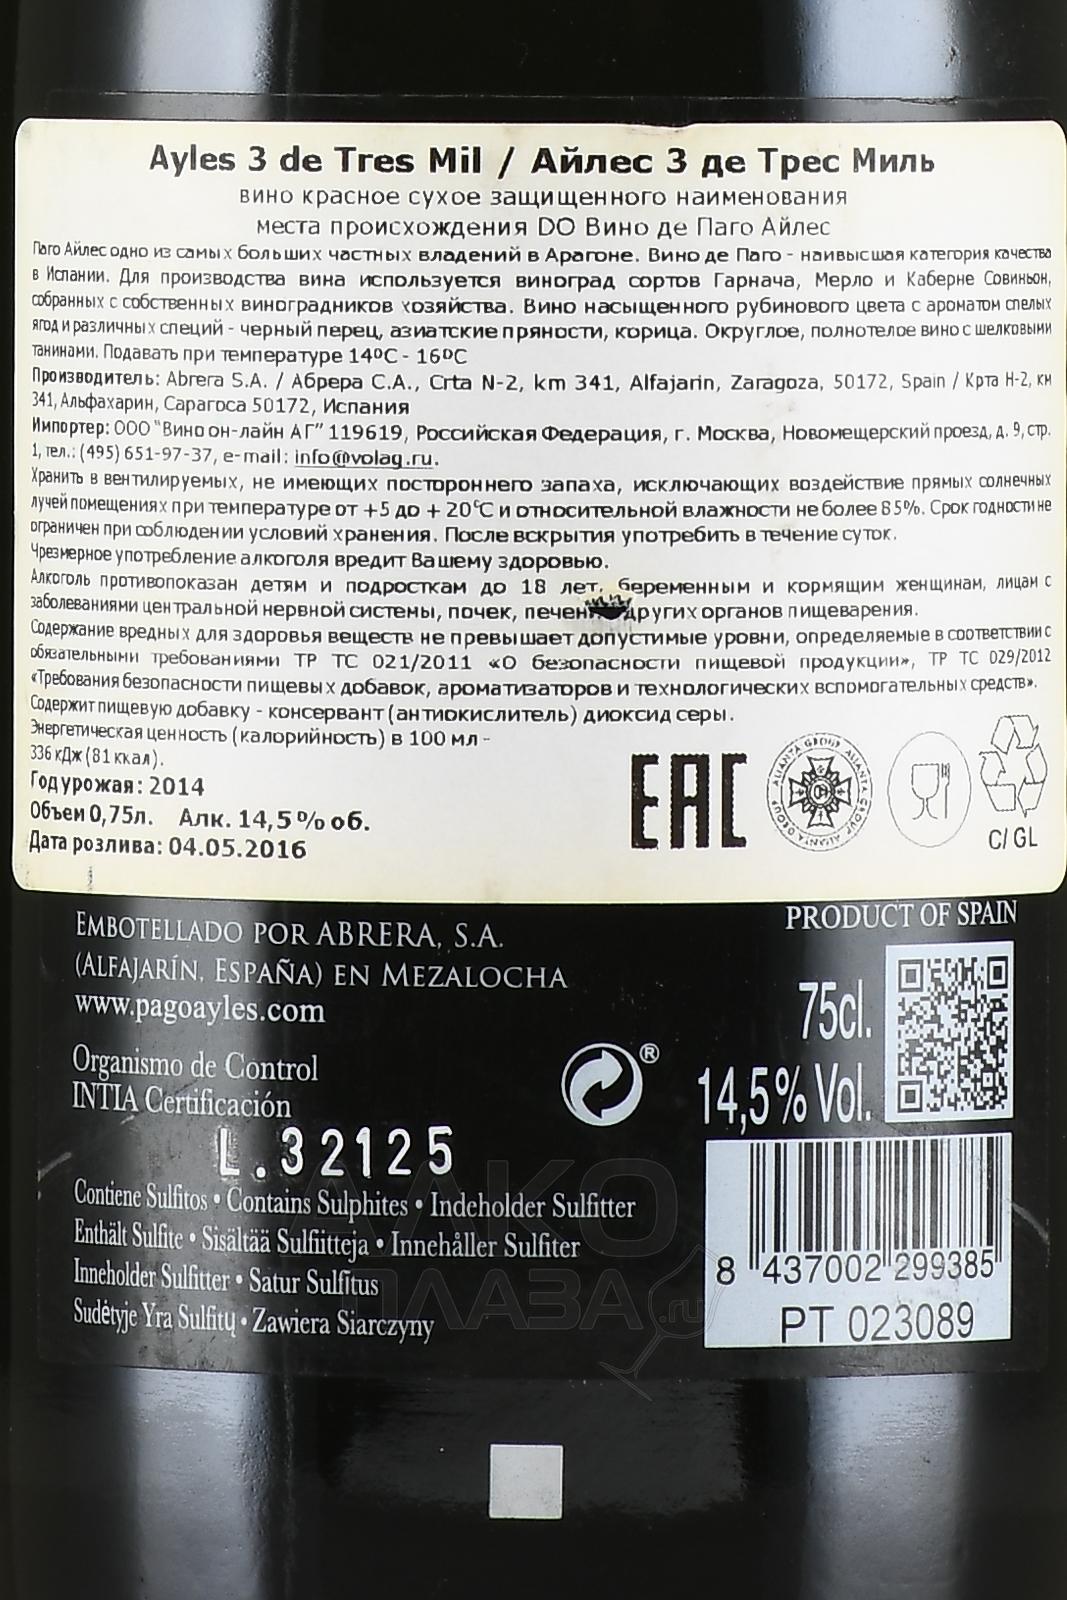 Ayles 3 de Tres Mil / Айлес 3 де Трес Миль
вино красное сухое защищенного наименования
места происхождения DO Вино де Паго Айлес
Паго Айлес одно из самых больших частных владений в Арагоне. Вино де Паго - наивысшая категория качества
в Испании. Для производства вина используется виноград сортов Гарнача, Мерло и Каберне Совиньон,
собранных с собственных виноградников хозяйства. Вино насыщенного рубинового цвета с ароматом спелых
ягод и различных специй - черный перец, азиатские пряности, корица. Округлое, полнотелое вино с шелковыми
танинами. Подавать при температуре 14ºС - 16ºС
Производитель: Abrera S.A. / Абрера С.А., Crta N-2, km 341, Alfajarin, Zaragoza, 50172, Spain / Крта Н-2, км
341, Альфахарин, Сарагоса 50172, Испания
Импортер: ООО "Вино он-лайн АГ" 119619, Российская Федерация, г. Москва, Новомещерский проезд, д. 9, стр.
1, тел.: (495) 651-97-37, e-mail: info@volag.ru.
Хранить в вентилируемых, не имеющих постороннего запаха, исключающих воздействие прямых солнечных
лучей помещениях при температуре от +5 до + 20˚С и относительной влажности не более 85%. Срок годности не
ограничен при соблюдении условий хранения. После вскрытия употребить в течение суток.
Чрезмерное употребление алкоголя вредит Вашему здоровью.
Алкоголь противопоказан детям и подросткам до 18 лет, беременным и кормящим женщинам, лицам с
заболеваниями центральной нервной системы, почек, печени других органов пищеварения.
Содержание вредных для здоровья веществ не превышает допустимые уровни, определяемые в соответствии с
обязательными требованиями ТР ТС 021/2011 «О безопасности пищевой продукции», ТР ТС 029/2012
«Требования безопасности пищевых добавок, ароматизаторов и технологических вспомогательных средств».
Содержит пищевую добавку - консервант (антиокислитель) диоксид серы.
Энергетическая ценность (калорийность) в 100 мл -
336 кДж (81 ккал).
Год урожая: 2014
Объем 0,75л. Алк. 14,5% об.
Дата розлива: 04.05.2016
EAC
ALIANTA GROUP ALIANTA GROUP ALIANTA GROUP
C/GL
EMBOTELLADO POR ABRERA, S.A.
(ALFAJARÍN, ESPAÑA) EN MEZALOCHA
www.pagoayles.com
PRODUCT OF SPAIN
75cl.
14,5% Vol.
Organismo de Control
INTIA Certificación
®
L.32125
Contiene Sulfitos • Contains Sulphites • Indeholder Sulfitter
Enthält Sulfite • Sisältää Sulfiitteja • Innehåller Sulfiter
Inneholder Sulfitter • Satur Sulfītus
Sudėtyje Yra Sulfitų • Zawiera Siarczyny
8 437002 299385
PT 023089
АЛКО
ПЛАЗА.ru